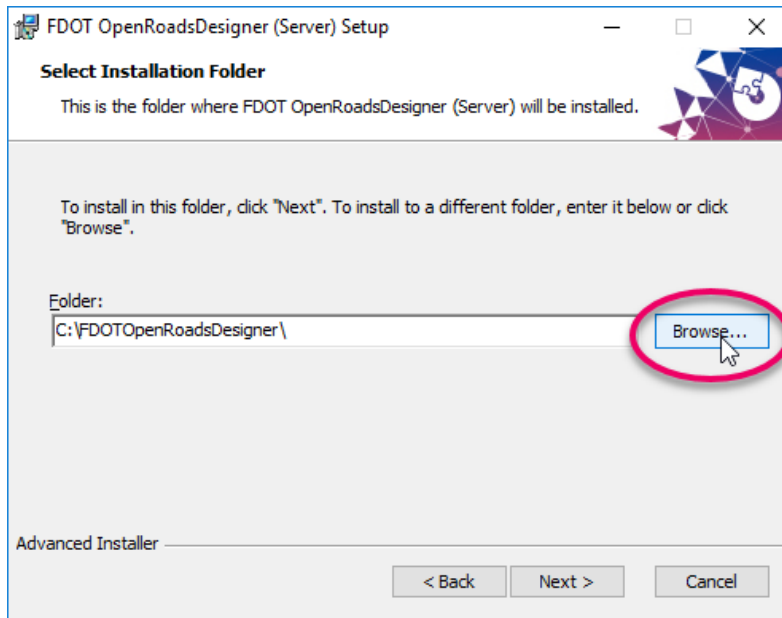 FDOT OpenRoadsDesigner (Server) Setup
Select Installation Folder
This is the folder where FDOT OpenRoadsDesigner (Server) will be installed.
To install in this folder, click "Next". To install to a different folder, enter it below or click
"Browse".
Folder:
C:\FDOTOpenRoadsDesigner\
Browse...
Advanced Installer
< Back
Next >
Cancel